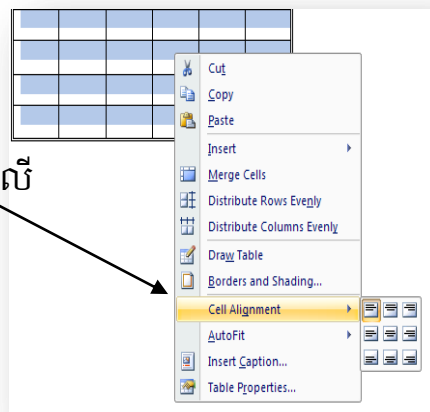 Cut
Copy
Paste
Insert
Merge Cells
Distribute Rows Evenly
Distribute Columns Evenly
លើ
Draw Table
Borders and Shading...
Cell Alignment
AutoFit
Insert Caption...
Table Properties...